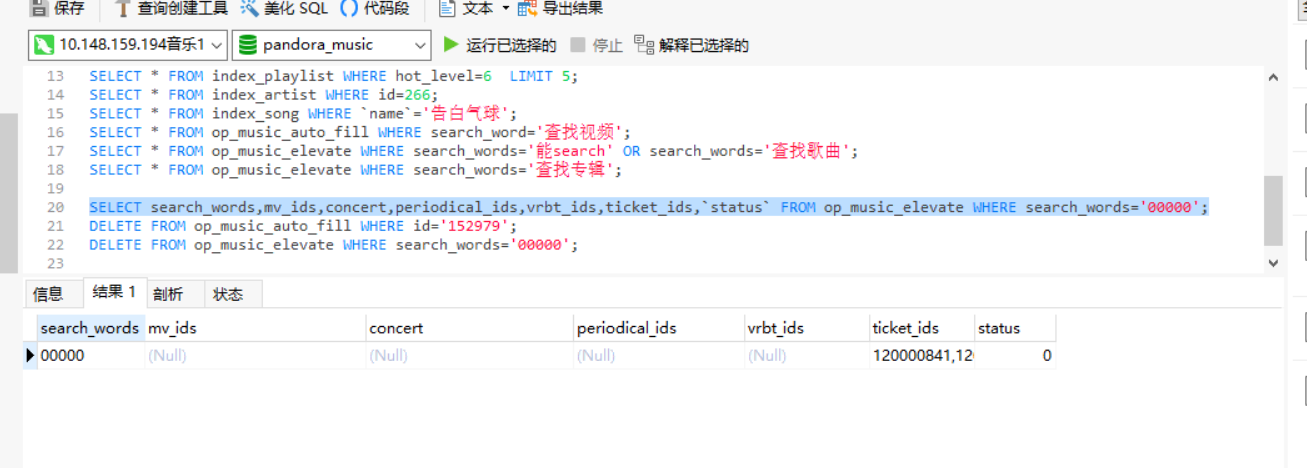 保存 查询创建工具 美化 SQL 代码段 文本 导出结果
10.148.159.194音乐1 pandora_music 运行已选择的 停止 解释已选择的
13 SELECT * FROM index_playlist WHERE hot_level=6  LIMIT 5;
14 SELECT * FROM index_artist WHERE id=266;
15 SELECT * FROM index_song WHERE `name`='告白气球';
16 SELECT * FROM op_music_auto_fill WHERE search_word='查找视频';
17 SELECT * FROM op_music_elevate WHERE search_words='能search' OR search_words='查找歌曲';
18 SELECT * FROM op_music_elevate WHERE search_words='查找专辑';
19
20 SELECT search_words,mv_ids,concert,periodical_ids,vrbt_ids,ticket_ids,`status` FROM op_music_elevate WHERE search_words='00000';
21 DELETE FROM op_music_auto_fill WHERE id='152979';
22 DELETE FROM op_music_elevate WHERE search_words='00000';
23
信息 结果 1 剖析 状态
search_words mv_ids concert periodical_ids vrbt_ids ticket_ids status
00000 (Null) (Null) (Null) (Null) 120000841,12 0